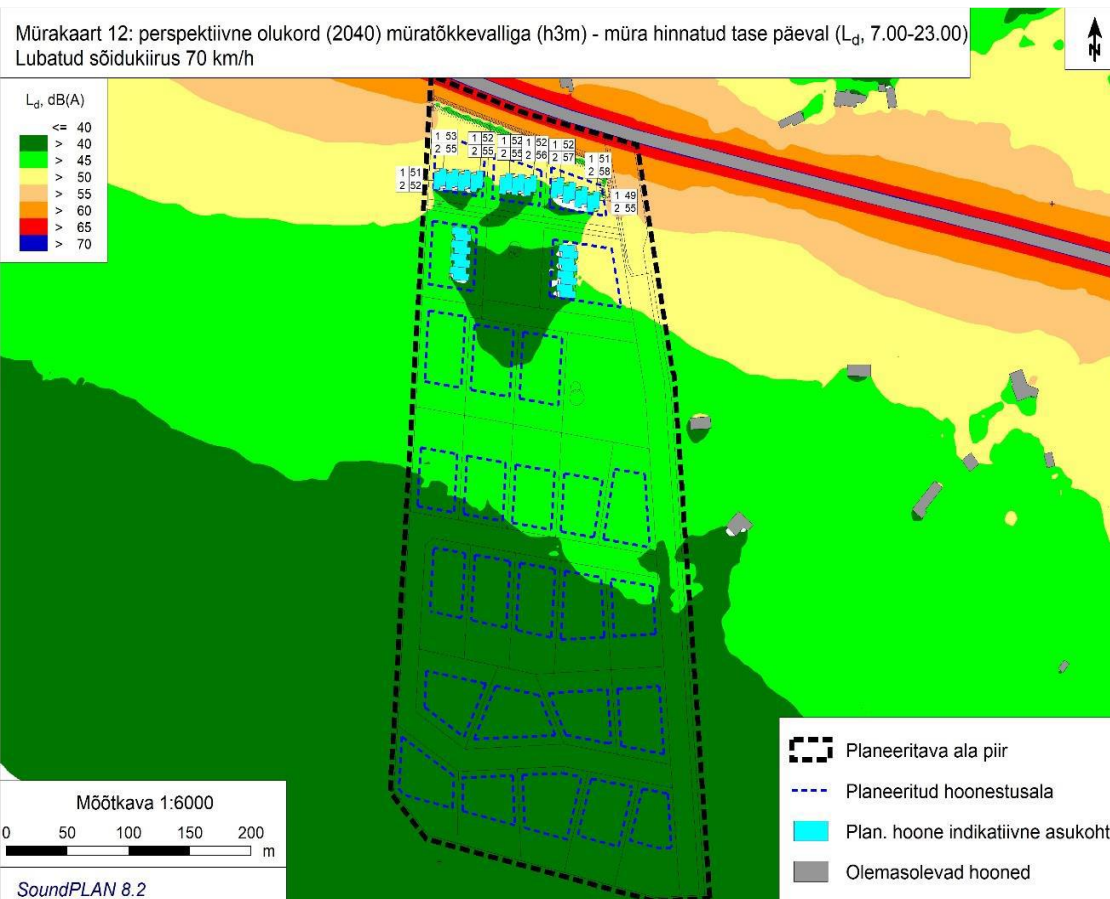 Mürakaart 12: perspektiivne olukord (2040) müratõkkevalliga (h3m) - müra hinnatud tase päeval (Ld, 7.00-23.00)
Lubatud sõidukiirus 70 km/h
N
Ld, dB(A)
<= 40
> 40
> 45
> 50
> 55
> 60
> 65
> 70
1 53
2 55
1 52
2 55
1 52
2 55
1 52
2 56
1 52
2 57
1 51
2 58
1 51
2 52
1 49
2 55
Mõõtkava 1:6000
0 50 100 150 200
m
SoundPLAN 8.2
Planeeritava ala piir
Planeeritud hoonestusala
Plan. hoone indikatiivne asukoht
Olemasolevad hooned